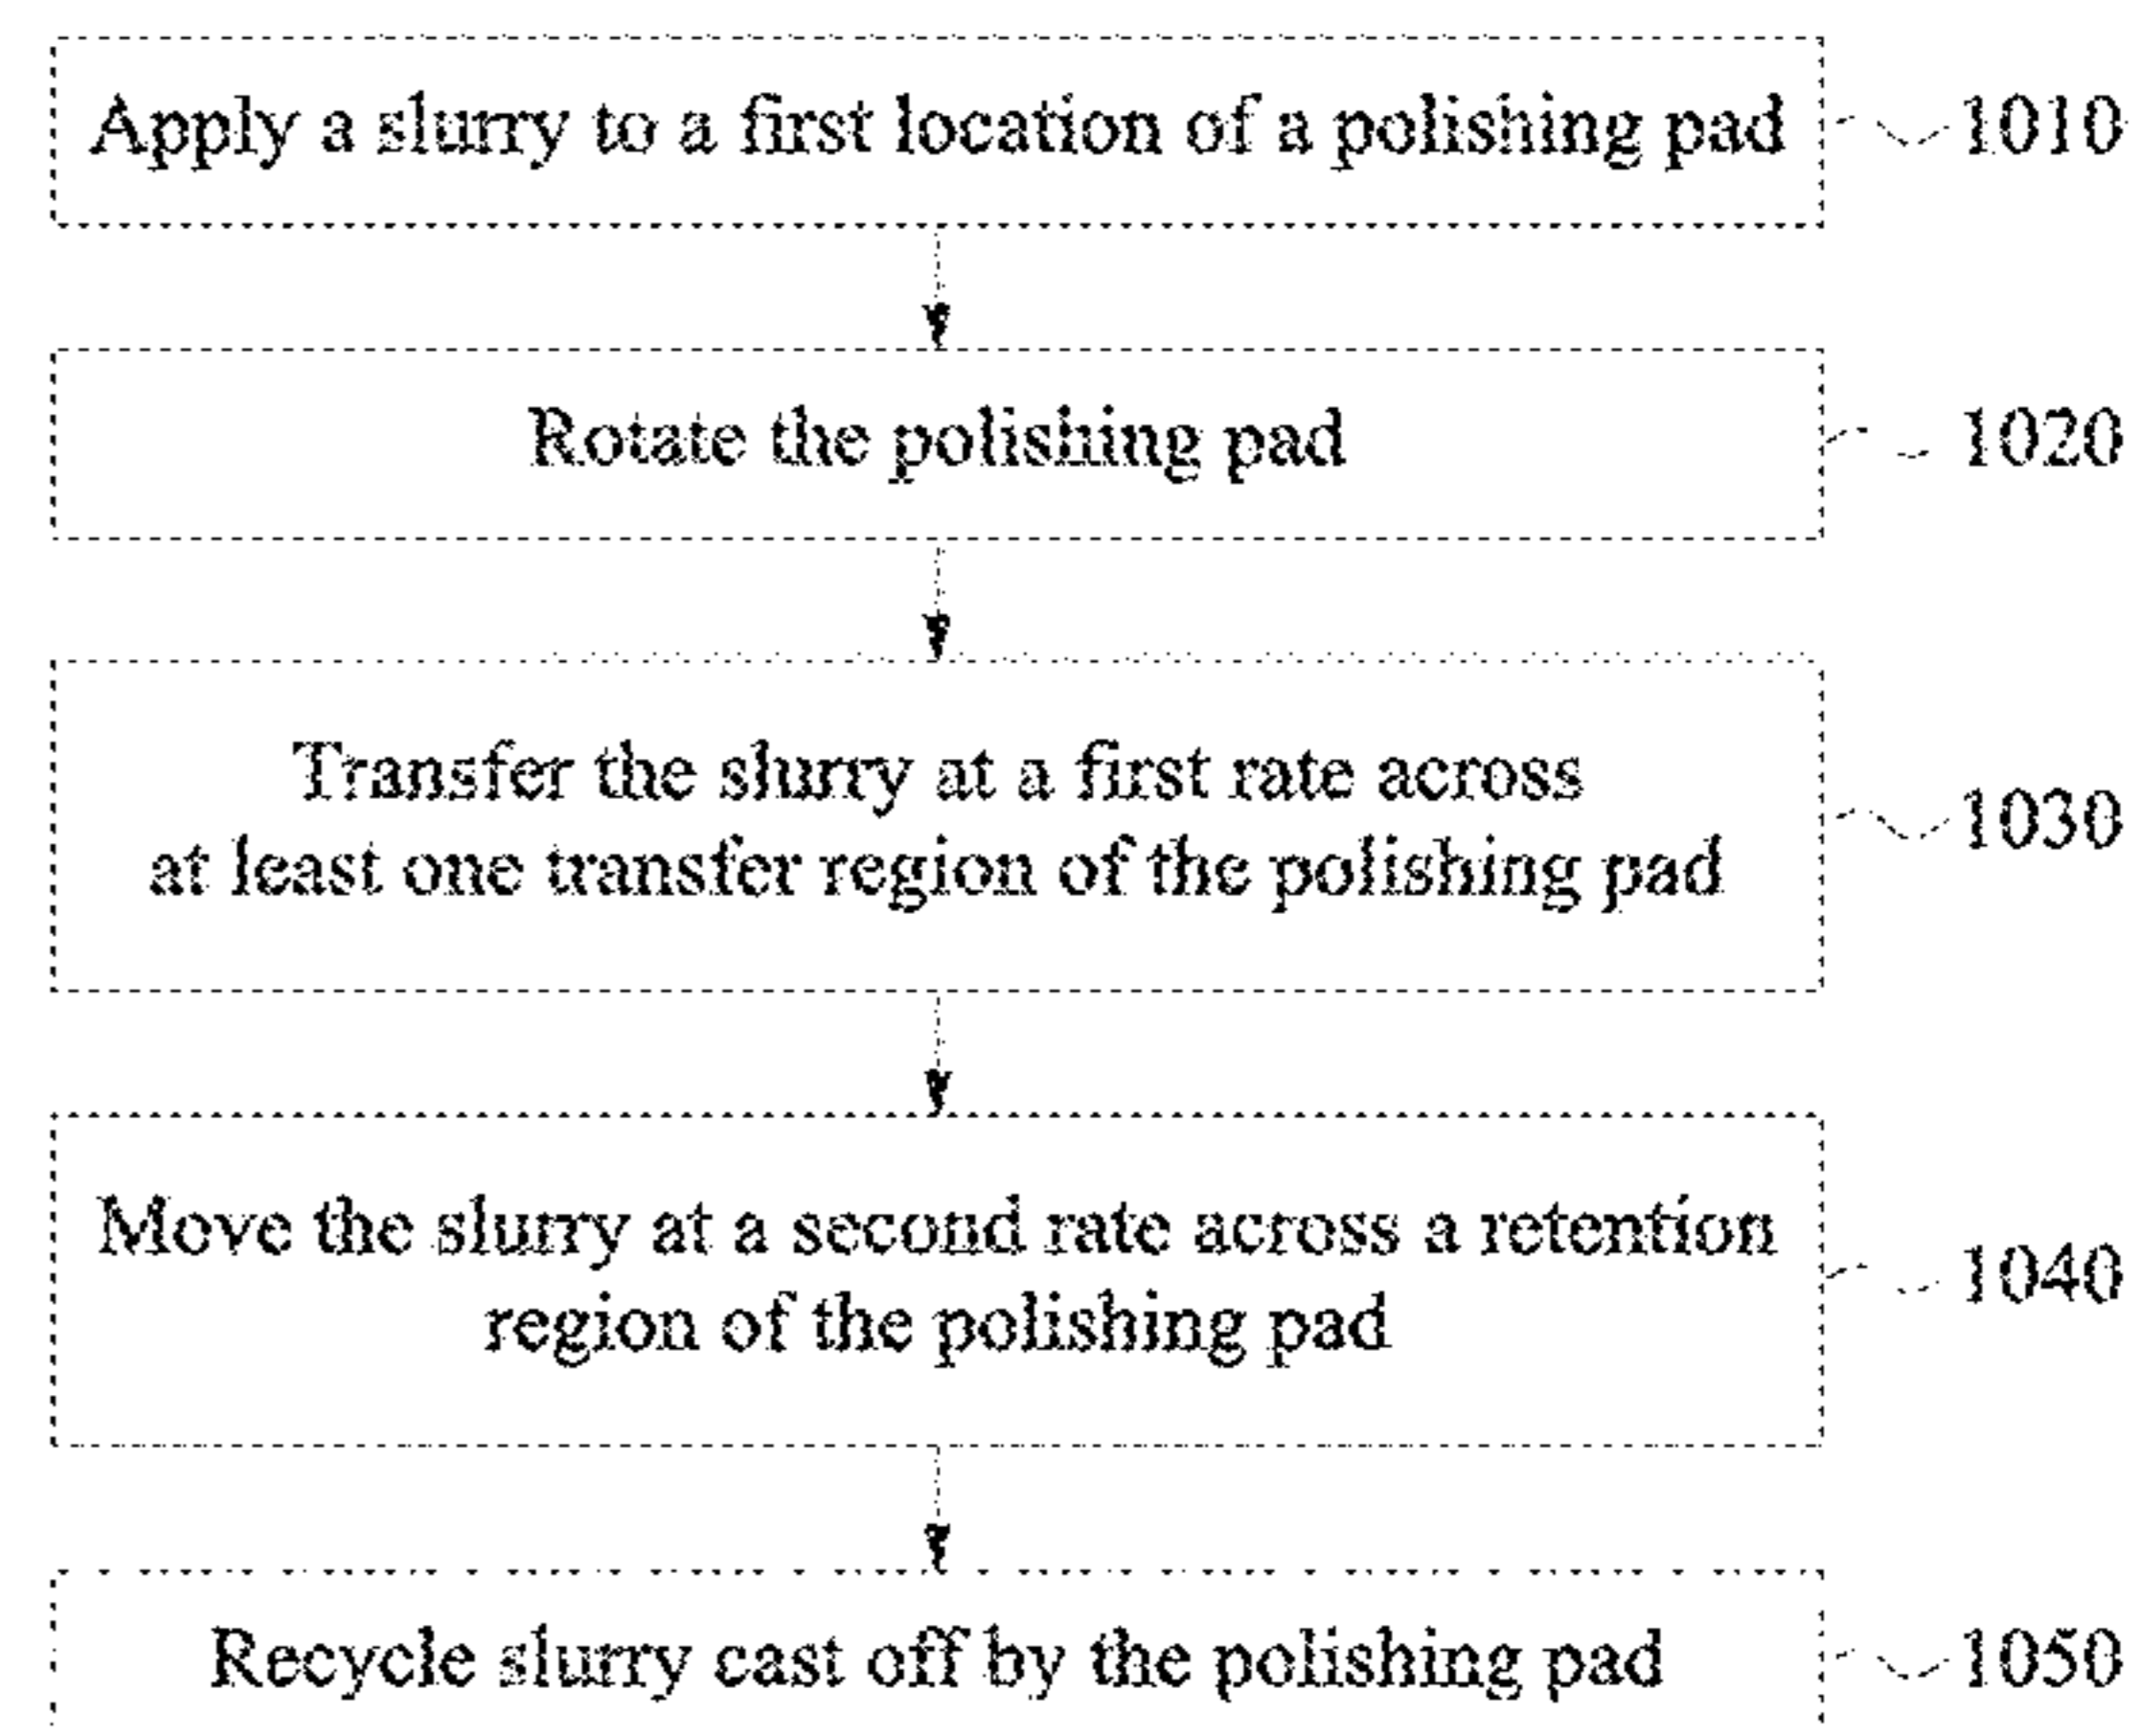 Apply a slurry to a first location of a polishing pad
1010
Rotate the polishing pad
1020
Transfer the slurry at a first rate across
at least one transfer region of the polishing pad
1030
Move the slurry at a second rate across a retention
region of the polishing pad
1040
Recycle slurry cast off by the polishing pad
1050